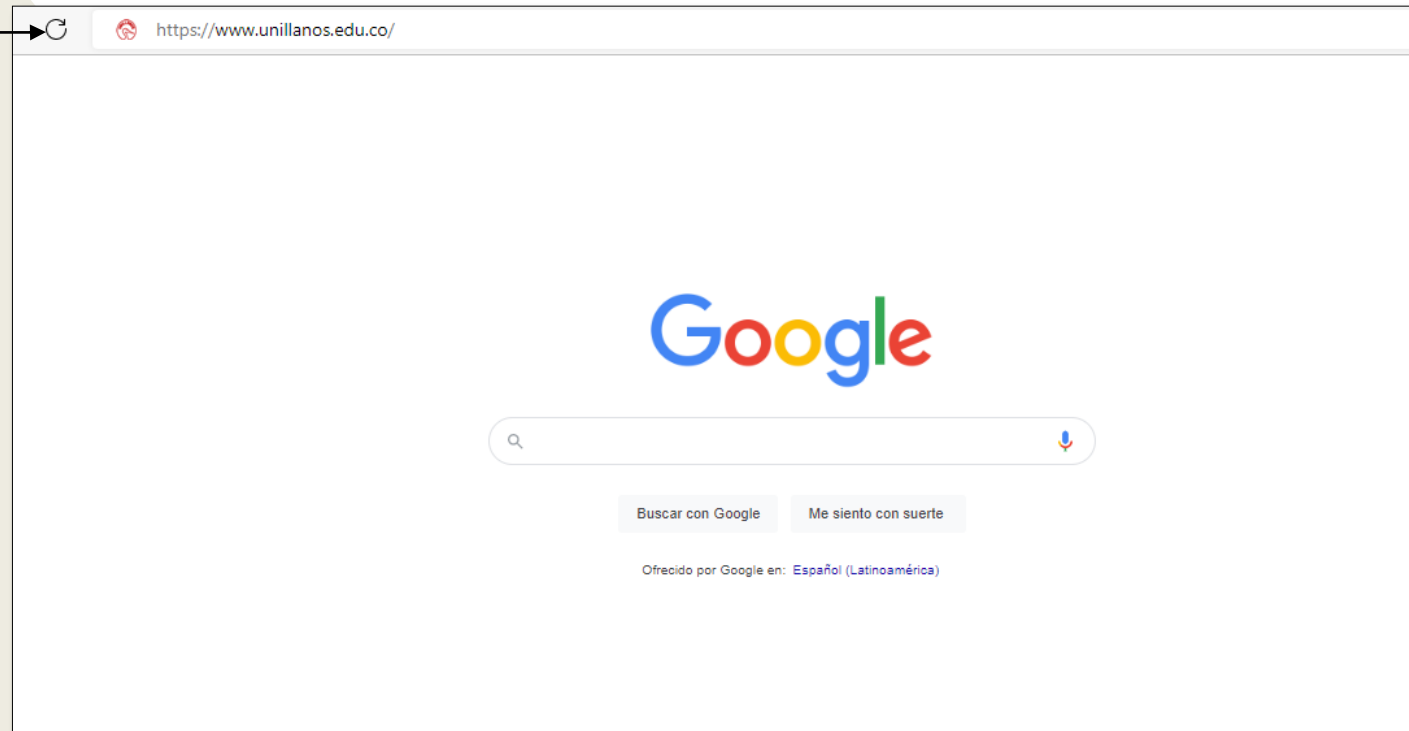 https://www.unillanos.edu.co/
Google
Buscar con Google
Me siento con suerte
Ofrecido por Google en: Español (Latinoamérica)